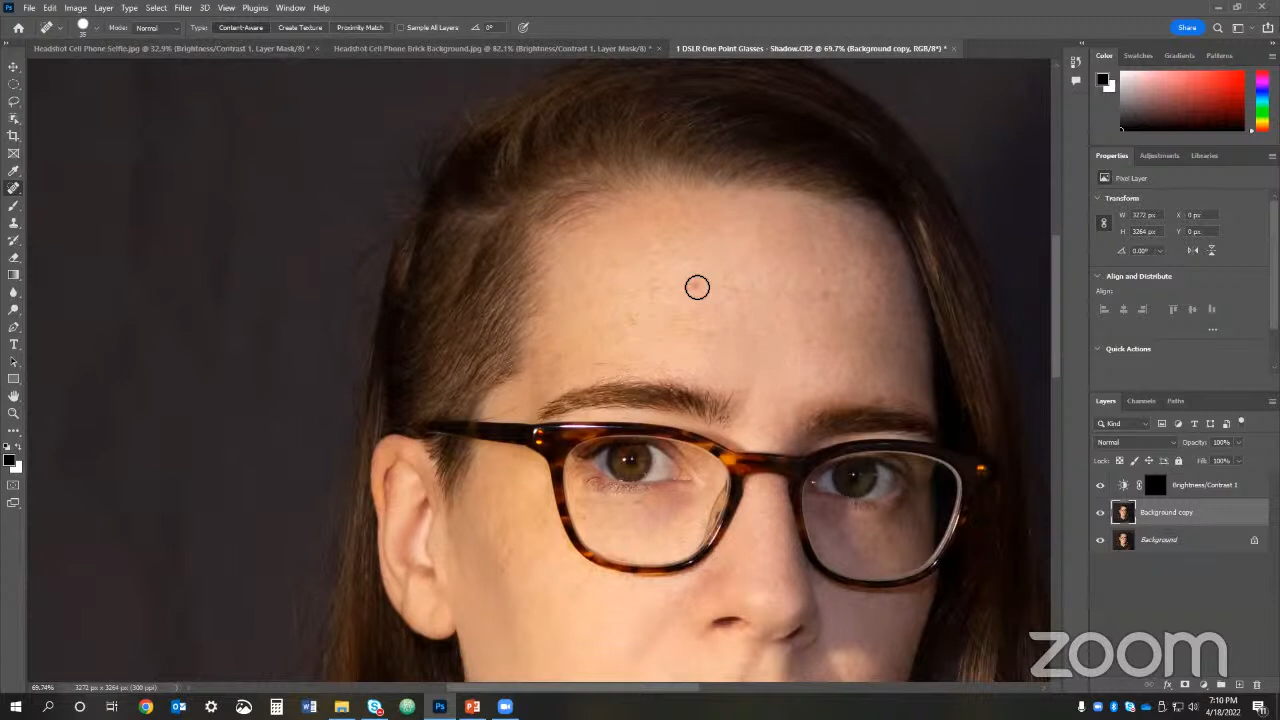 Ps File Edit Image Layer Type Select Filter 3D View Plugins Window Help
35 Mode: Normal Type: Content-Aware Create Texture Proximity Match Sample All Layers 0° Share
Headshot Cell Phone Selfie.jpg @ 32.9% (Brightness/Contrast 1, Layer Mask/8) * × Headshot Cell Phone Brick Background.jpg @ 82.1% (Brightness/Contrast 1, Layer Mask/8) * × 1 DSLR One Point Glasses - Shadow.CR2 @ 69.7% (Background copy, RGB/8*) * ×
Color Swatches Gradients Patterns
Properties Adjustments Libraries
Pixel Layer
Transform
W 3272 px X 0 px
H 3264 px Y 0 px
0.00°
Align and Distribute
Align:
Quick Actions
Layers Channels Paths
Kind
Normal Opacity: 100%
Lock: Fill: 100%
Brightness/Contrast 1
Background copy
Background
zoom
69.74% 3272 px x 3264 px (300 ppi)
7:10 PM
4/18/2022